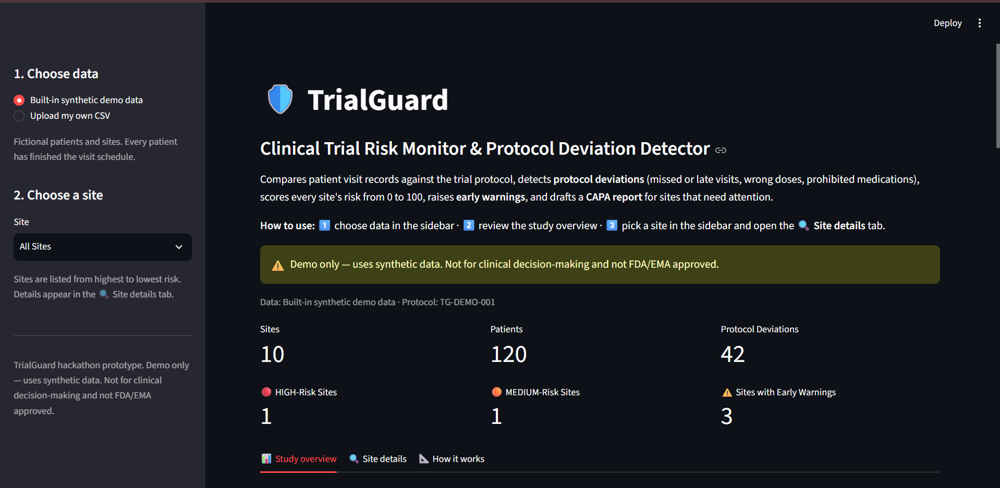 Deploy
1. Choose data
Built-in synthetic demo data
Upload my own CSV
Fictional patients and sites. Every patient
has finished the visit schedule.
2. Choose a site
Site
All Sites
Sites are listed from highest to lowest risk.
Details appear in the 🔍 Site details tab.
TrialGuard hackathon prototype. Demo only
— uses synthetic data. Not for clinical
decision-making and not FDA/EMA
approved.
TrialGuard
Clinical Trial Risk Monitor & Protocol Deviation Detector
Compares patient visit records against the trial protocol, detects protocol deviations (missed or late visits, wrong doses, prohibited medications),
scores every site's risk from 0 to 100, raises early warnings, and drafts a CAPA report for sites that need attention.
How to use: 1️⃣ choose data in the sidebar · 2️⃣ review the study overview · 3️⃣ pick a site in the sidebar and open the 🔍 Site details tab.
⚠️ Demo only — uses synthetic data. Not for clinical decision-making and not FDA/EMA approved.
Data: Built-in synthetic demo data · Protocol: TG-DEMO-001
Sites
10
Patients
120
Protocol Deviations
42
🔴 HIGH-Risk Sites
1
🟠 MEDIUM-Risk Sites
1
⚠️ Sites with Early Warnings
3
📊 Study overview
🔍 Site details
📐 How it works